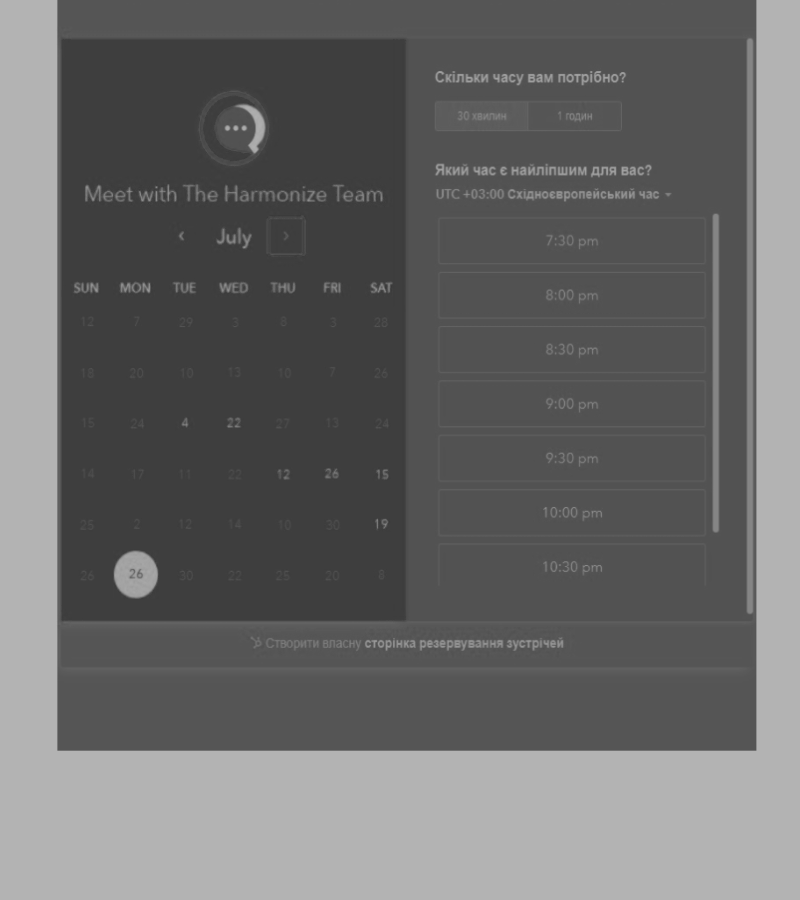 Meet with The Harmonize Team
July
SUN MON TUE WED THU FRI SAT
12 7 29 3 8 3 28
18 20 10 13 10 7 26
15 24 4 22 27 13 24
14 17 11 22 12 26 15
25 2 12 14 10 30 19
26 26 30 22 25 20 8
Скільки часу вам потрібно?
30 хвилин 1 годин
Який час є найліпшим для вас?
UTC +03:00 Східноєвропейський час
7:30 pm
8:00 pm
8:30 pm
9:00 pm
9:30 pm
10:00 pm
10:30 pm
Створити власну сторінка резервування зустрічей